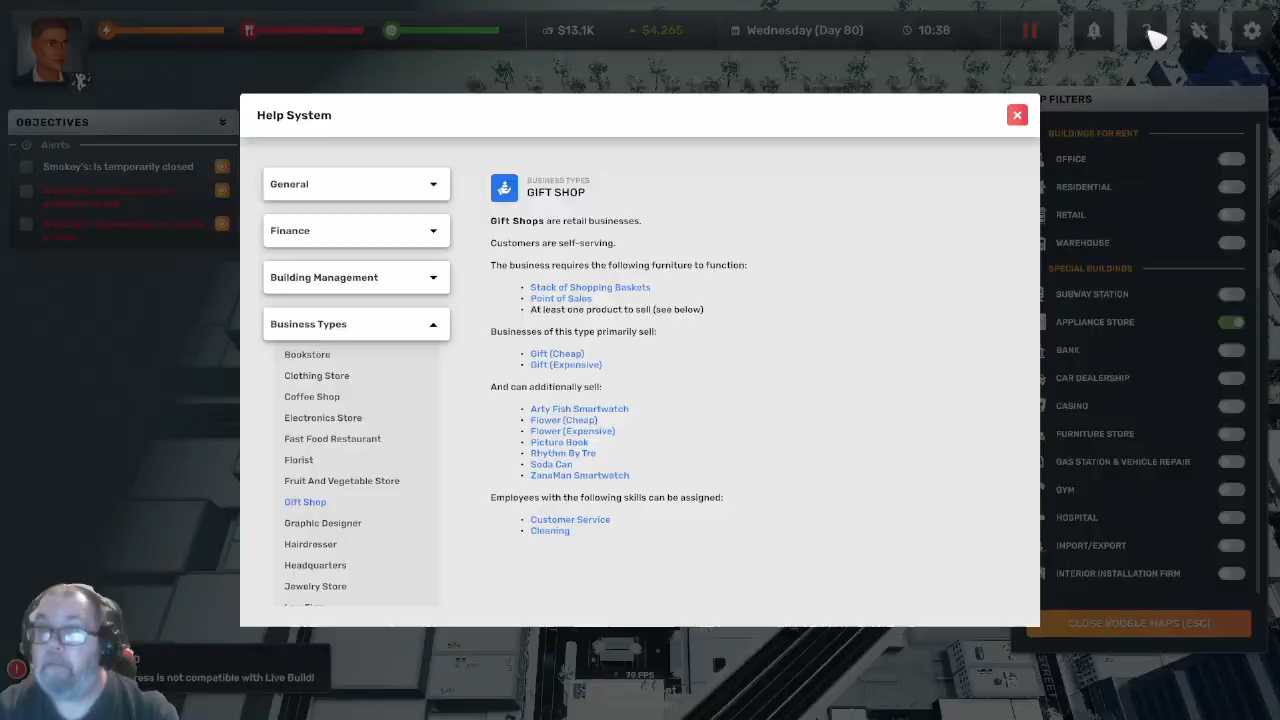 $13.1K
$4,265
Wednesday (Day 80)
10:38
OBJECTIVES
Alerts
Smokey's: Is temporarily closed
Help System
General
Finance
Building Management
Business Types
Bookstore
Clothing Store
Coffee Shop
Electronics Store
Fast Food Restaurant
Florist
Fruit And Vegetable Store
Gift Shop
Graphic Designer
Hairdresser
Headquarters
Jewelry Store
BUSINESS TYPES
GIFT SHOP
Gift Shops are retail businesses.
Customers are self-serving.
The business requires the following furniture to function:
• Stack of Shopping Baskets
• Point of Sales
• At least one product to sell (see below)
Businesses of this type primarily sell:
• Gift (Cheap)
• Gift (Expensive)
And can additionally sell:
• Arty Fish Smartwatch
• Flower (Cheap)
• Flower (Expensive)
• Picture Book
• Rhythm By Tre
• Soda Can
• ZanaMan Smartwatch
Employees with the following skills can be assigned:
• Customer Service
• Cleaning
P FILTERS
BUILDINGS FOR RENT
OFFICE
RESIDENTIAL
RETAIL
WAREHOUSE
SPECIAL BUILDINGS
SUBWAY STATION
APPLIANCE STORE
BANK
CAR DEALERSHIP
CASINO
FURNITURE STORE
GAS STATION & VEHICLE REPAIR
GYM
HOSPITAL
IMPORT/EXPORT
INTERIOR INSTALLATION FIRM
CLOSE VOOGLE MAPS [ESC]
ress is not compatible with Live Build!
79 FPS